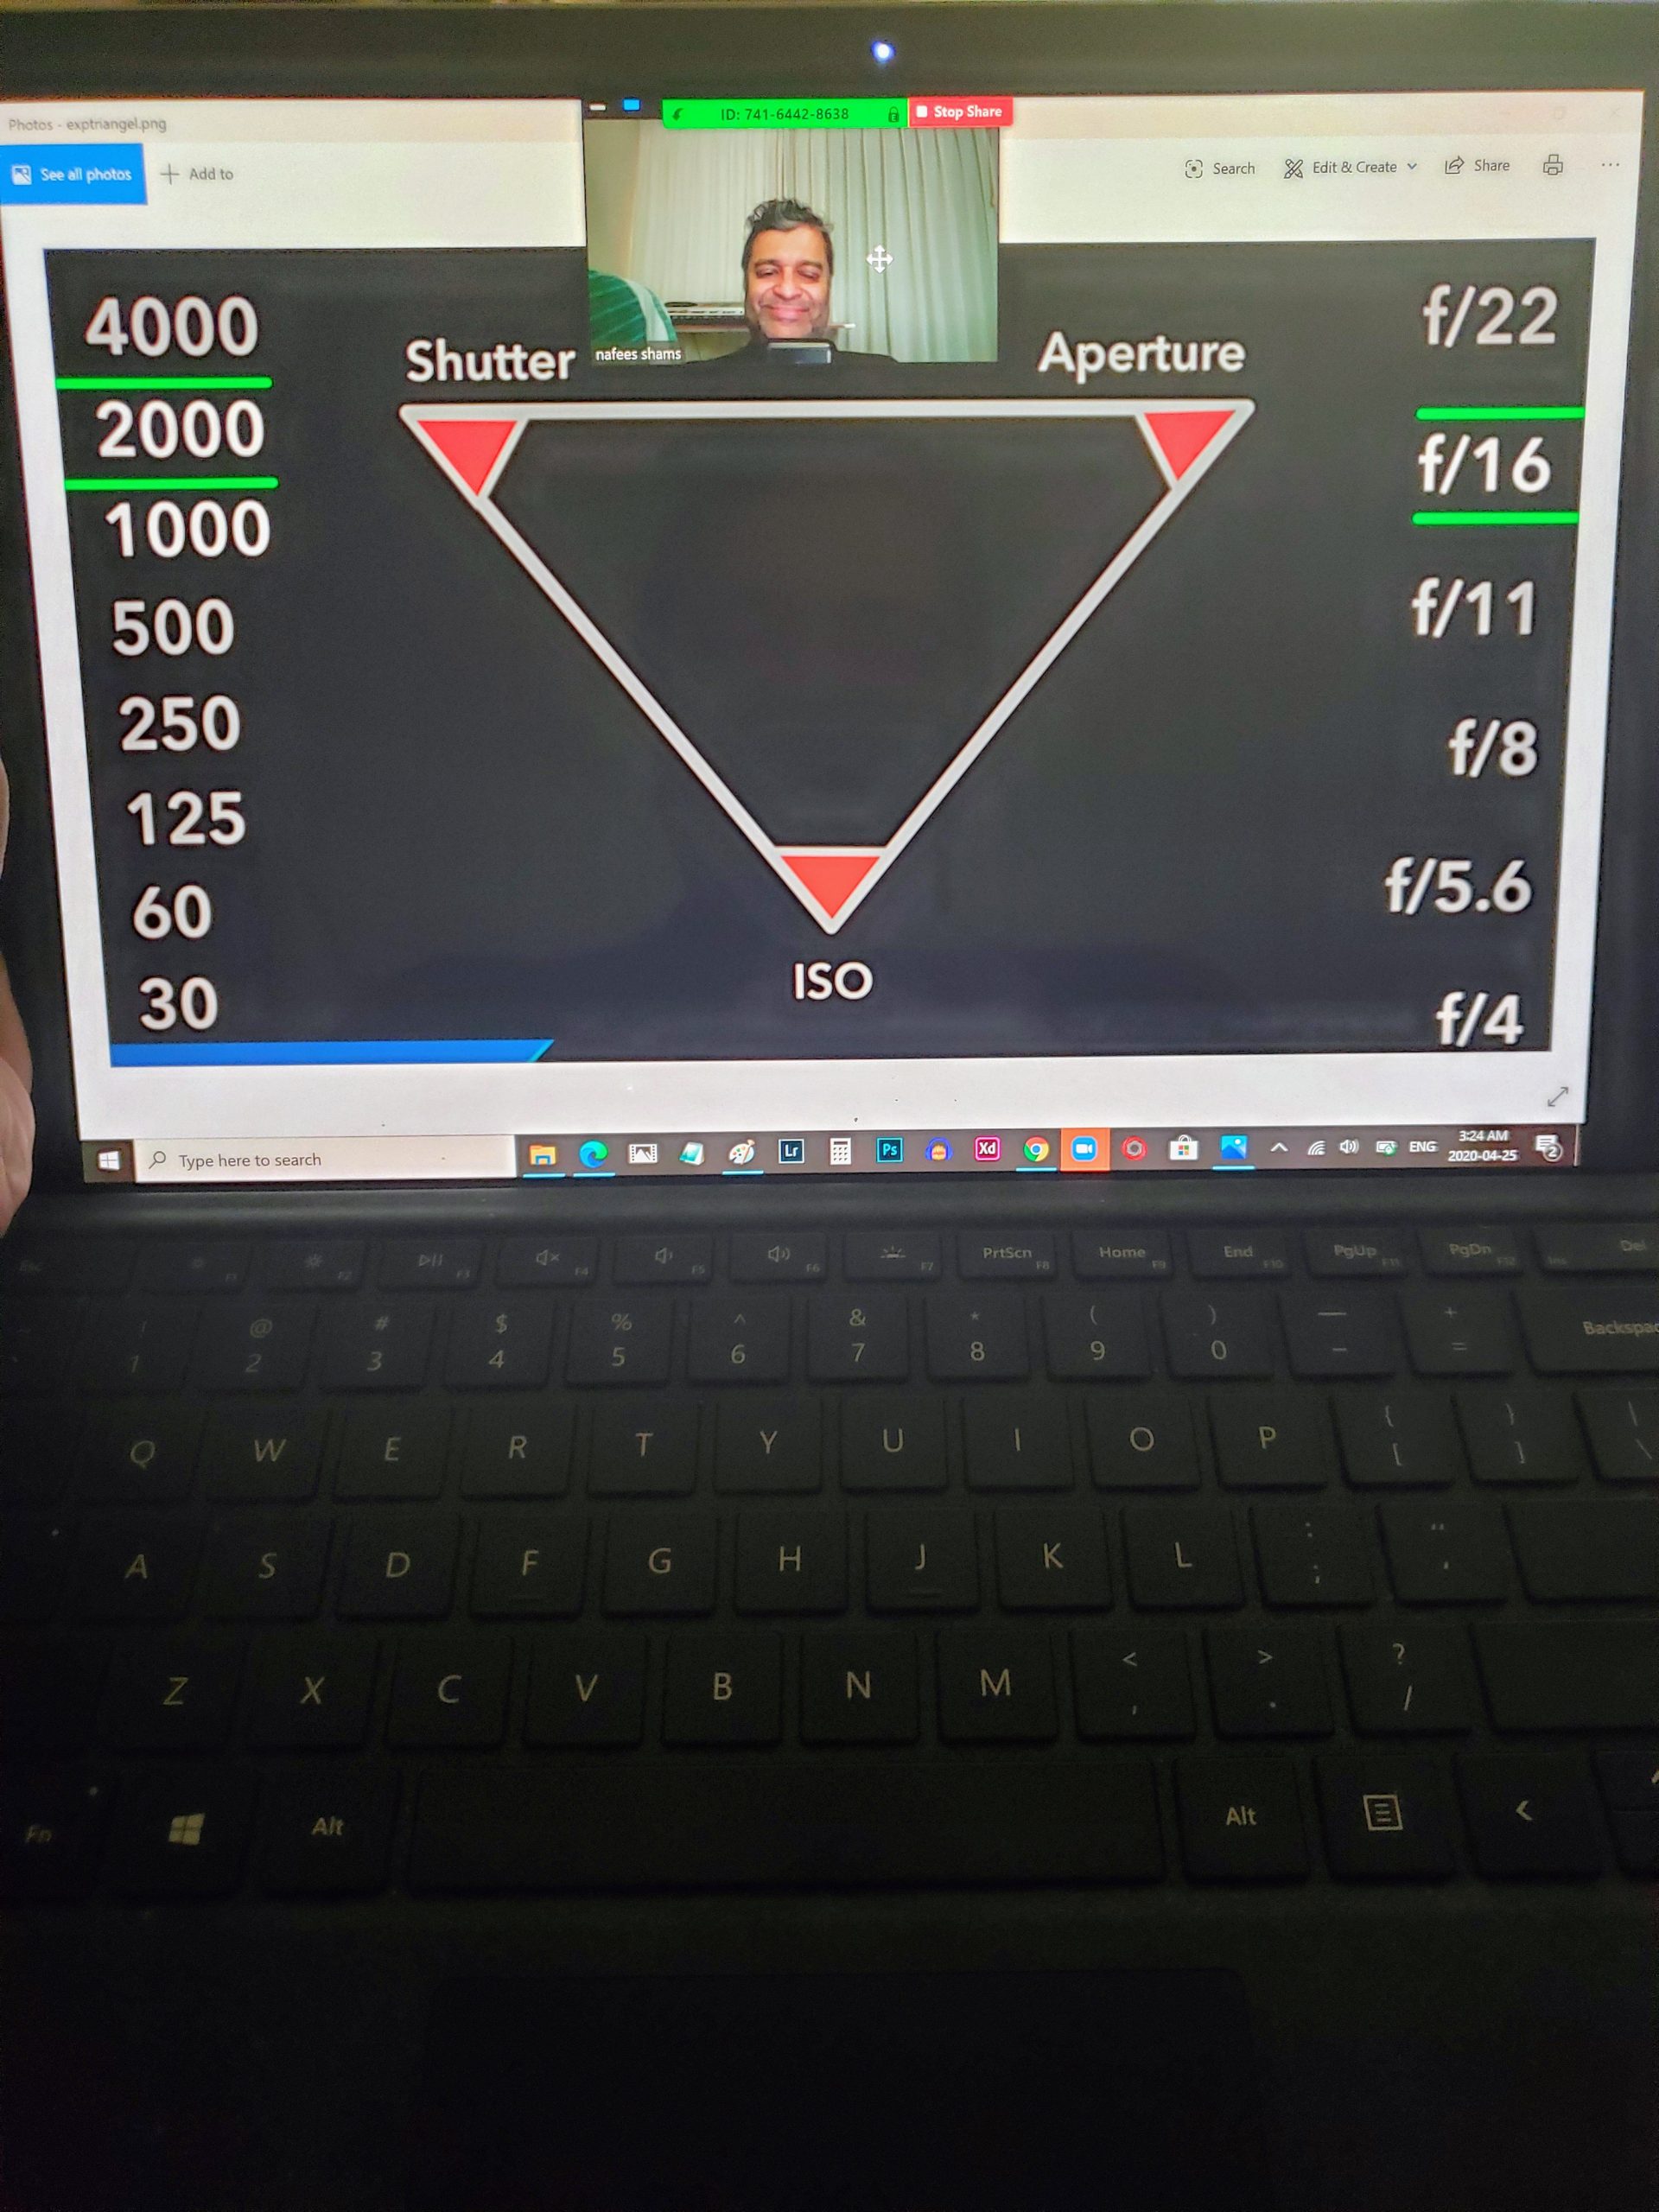 Photos - exptriangel.png
ID: 741-6442-8638
Stop Share
See all photos
Add to
Search
Edit & Create
Share
nafees shams
4000
2000
1000
500
250
125
60
30
Shutter
Aperture
ISO
f/22
f/16
f/11
f/8
f/5.6
f/4
Type here to search
Lr
Ps
Xd
ENG
3:24 AM
2020-04-25
2
Esc
F1
F2
F3
F4
F5
F6
F7
PrtScn F8
Home F9
End F10
PgUp F11
PgDn F12
Ins
Del
! @ # $ % ^ & * ( ) — +
1 2 3 4 5 6 7 8 9 0 – =
Q W E R T Y U I O P { } |
[ ] \
A S D F G H J K L : "
; '
Z X C V B N M < > ?
, . /
Fn
Alt
Alt